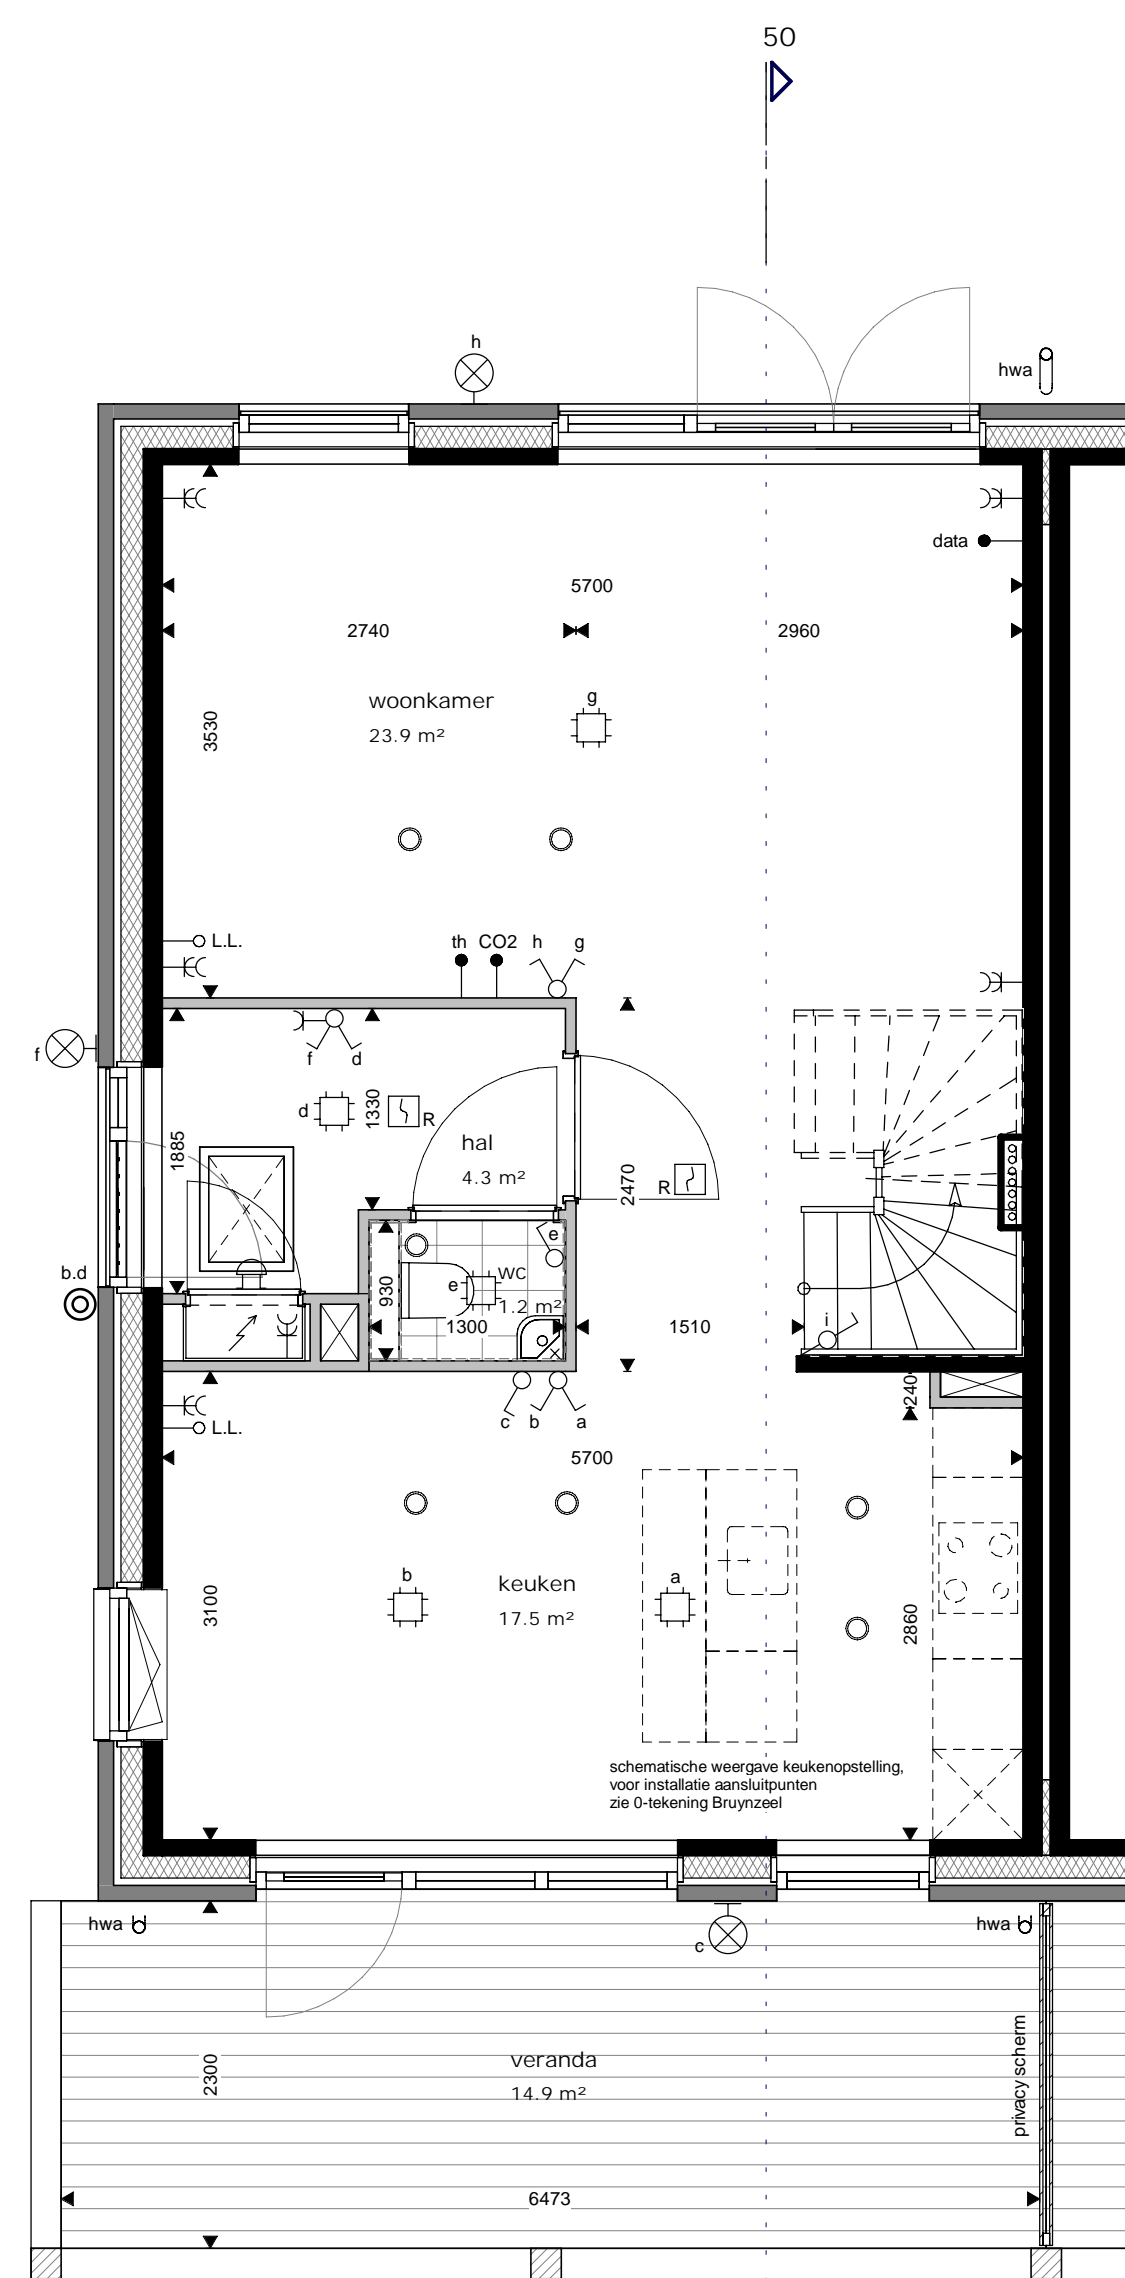 50
h
hwa
data
5700
2740
2960
woonkamer
23.9 m²
g
3530
L.L.
th
CO2
h
g
f
f
d
d
1330
R
hal
4.3 m²
1885
2470
R
b.d
e
e
WC
1.2 m²
930
1300
1510
i
240
c
b
a
L.L.
5700
b
a
keuken
17.5 m²
3100
2860
schematische weergave keukenopstelling,
voor installatie aansluitpunten
zie 0-tekening Bruynzeel
hwa
c
hwa
veranda
14.9 m²
2300
privacy scherm
6473